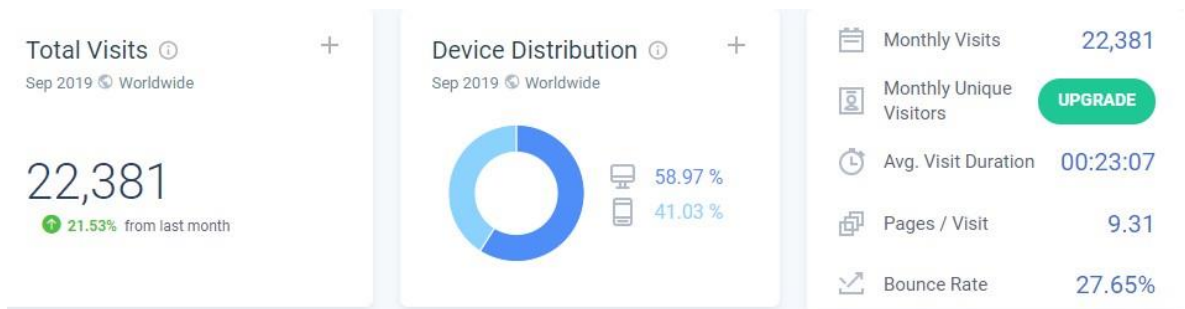 Total Visits
Sep 2019 Worldwide
22,381
21.53% from last month
Device Distribution
Sep 2019 Worldwide
58.97 %
41.03 %
Monthly Visits 22,381
Monthly Unique
Visitors
UPGRADE
Avg. Visit Duration 00:23:07
Pages / Visit 9.31
Bounce Rate 27.65%